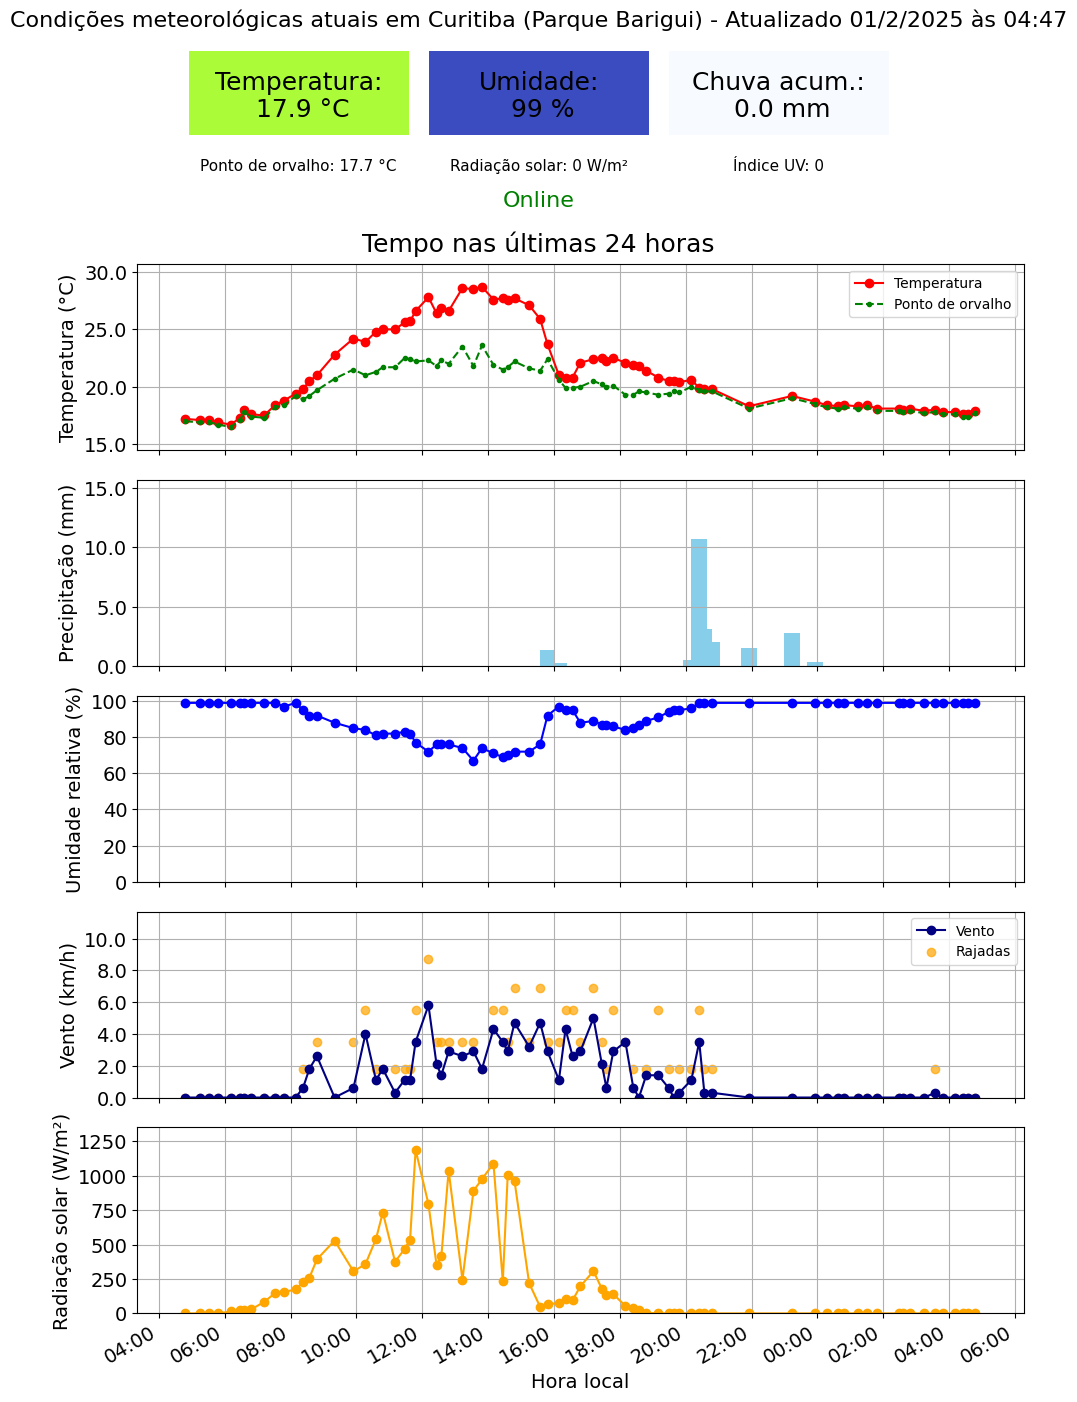 Condições meteorológicas atuais em Curitiba (Parque Barigui) - Atualizado 01/2/2025 às 04:47
Temperatura:
17.9 °C
Umidade:
99 %
Chuva acum.:
0.0 mm
Ponto de orvalho: 17.7 °C
Radiação solar: 0 W/m²
Índice UV: 0
Online
Tempo nas últimas 24 horas
Temperatura (°C)
30.0
25.0
20.0
15.0
Temperatura
Ponto de orvalho
Precipitação (mm)
15.0
10.0
5.0
0.0
Umidade relativa (%)
100
80
60
40
20
0
Vento (km/h)
10.0
8.0
6.0
4.0
2.0
0.0
Vento
Rajadas
Radiação solar (W/m²)
1250
1000
750
500
250
0
04:00 06:00 08:00 10:00 12:00 14:00 16:00 18:00 20:00 22:00 00:00 02:00 04:00 06:00
Hora local